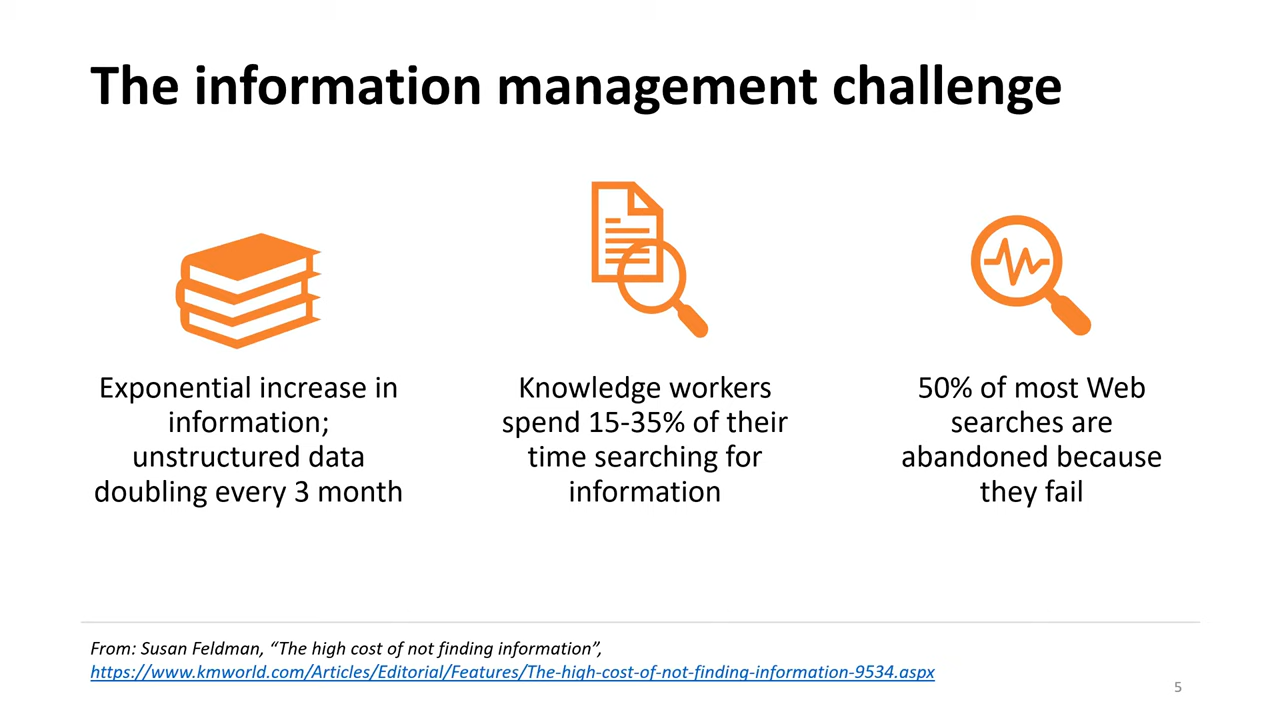 The information management challenge
Exponential increase in
information;
unstructured data
doubling every 3 month
Knowledge workers
spend 15-35% of their
time searching for
information
50% of most Web
searches are
abandoned because
they fail
From: Susan Feldman, “The high cost of not finding information”,
https://www.kmworld.com/Articles/Editorial/Features/The-high-cost-of-not-finding-information-9534.aspx
5